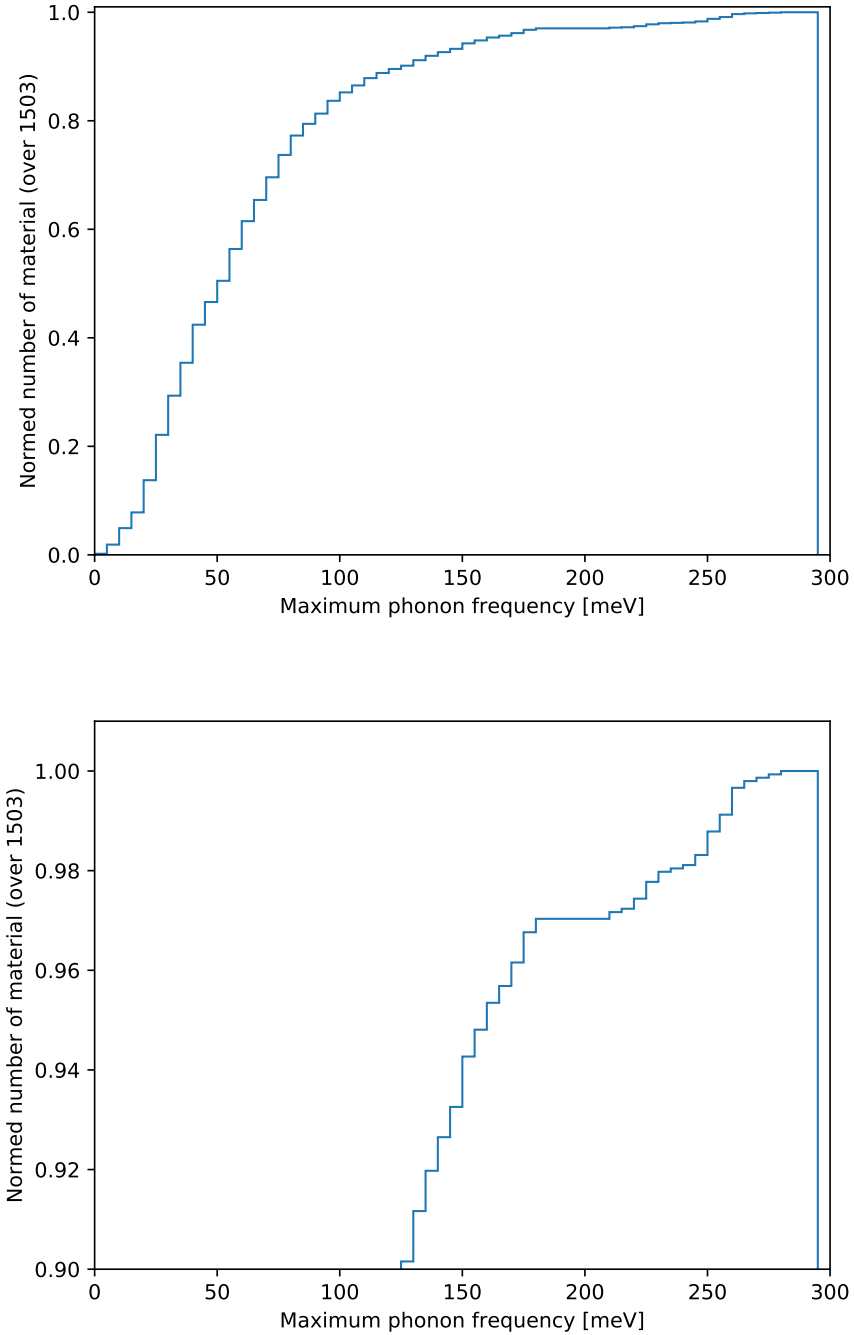 1.0
0.8
0.6
0.4
0.2
0.0
Normed number of material (over 1503)
0 50 100 150 200 250 300
Maximum phonon frequency [meV]
1.00
0.98
0.96
0.94
0.92
0.90
Normed number of material (over 1503)
0 50 100 150 200 250 300
Maximum phonon frequency [meV]